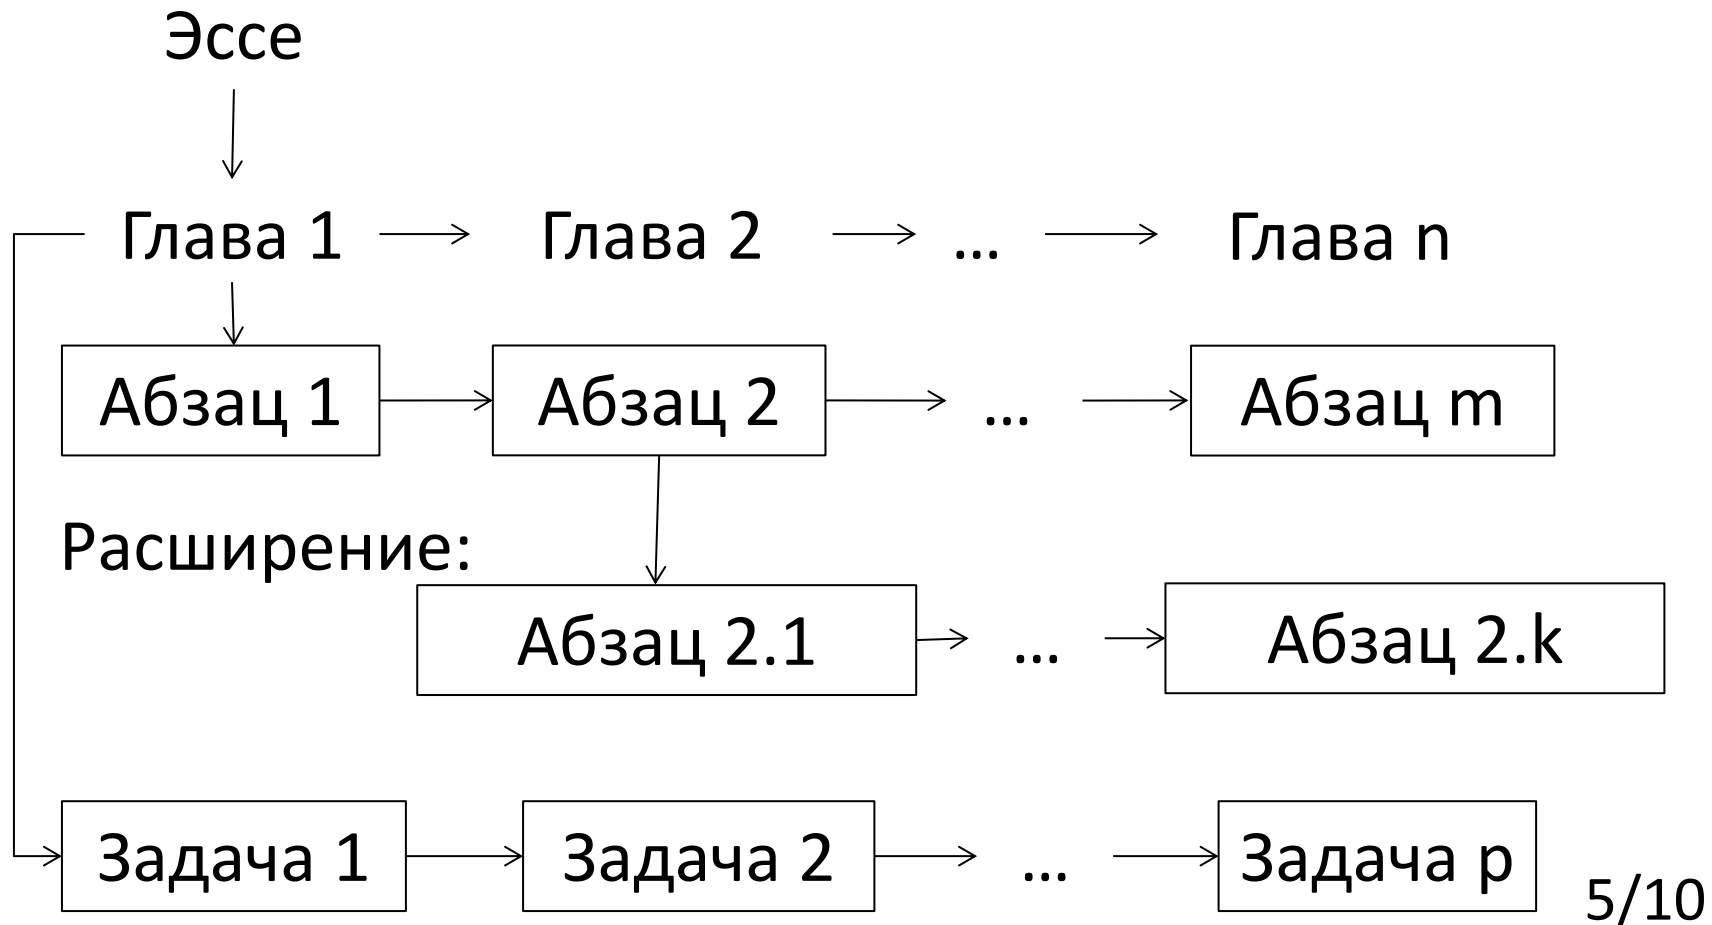 Эссе
Глава 1 Глава 2 ... Глава n
Абзац 1 Абзац 2 ... Абзац m
Расширение:
Абзац 2.1 ... Абзац 2.k
Задача 1 Задача 2 ... Задача p
5/10